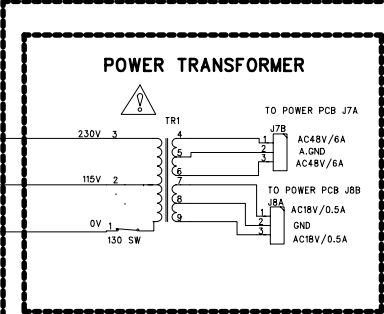 POWER TRANSFORMER
!
TR1
TO POWER PCB J7A
J7B
230V 3
4
1 AC48V/6A
5
2 A.GND
3 AC48V/6A
6
115V 2
7
TO POWER PCB J8B
J8A
8
1 AC18V/0.5A
2 GND
9
3 AC18V/0.5A
0V 1
130 SW